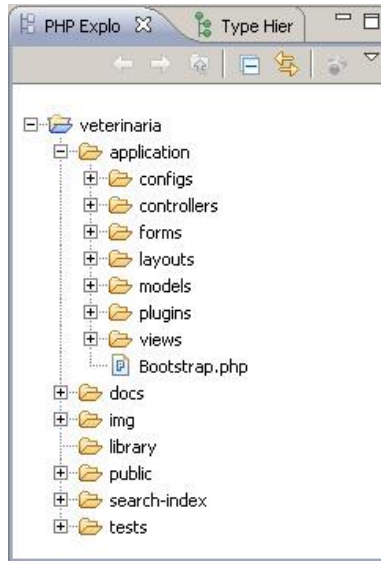 PHP Explo Type Hier
veterinaria
application
configs
controllers
forms
layouts
models
plugins
views
Bootstrap.php
docs
img
library
public
search-index
tests